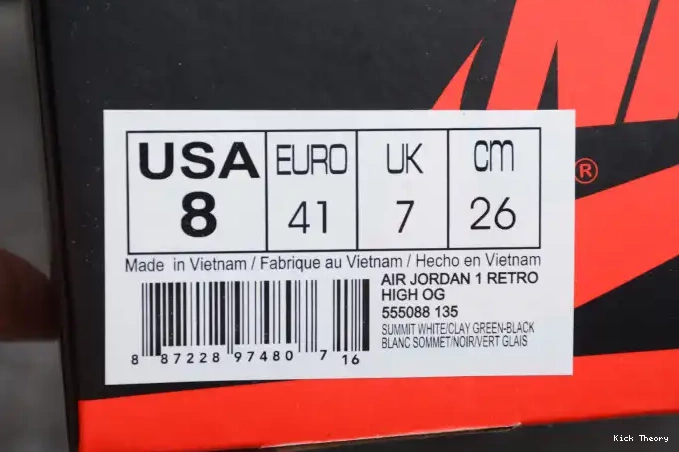 USA EURO UK cm
8 41 7 26
Made in Vietnam / Fabrique au Vietnam / Hecho en Vietnam
AIR JORDAN 1 RETRO
HIGH OG
555088 135
SUMMIT WHITE/CLAY GREEN-BLACK
BLANC SOMMET/NOIR/VERT GLAIS
8 87228 97480 7 16
®
Kick Theory